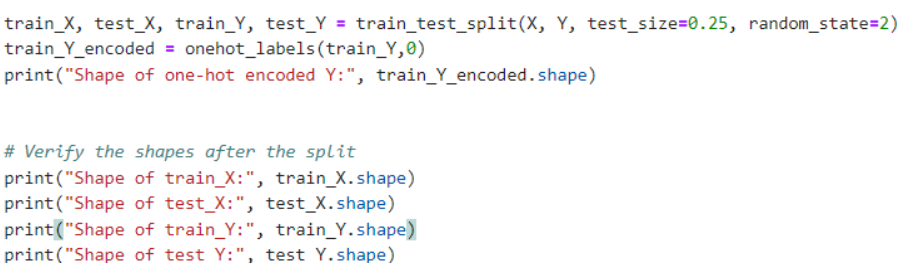 train_X, test_X, train_Y, test_Y = train_test_split(X, Y, test_size=0.25, random_state=2)
train_Y_encoded = onehot_labels(train_Y,0)
print("Shape of one-hot encoded Y:", train_Y_encoded.shape)
# Verify the shapes after the split
print("Shape of train_X:", train_X.shape)
print("Shape of test_X:", test_X.shape)
print("Shape of train_Y:", train_Y.shape)
print("Shape of test_Y:", test_Y.shape)